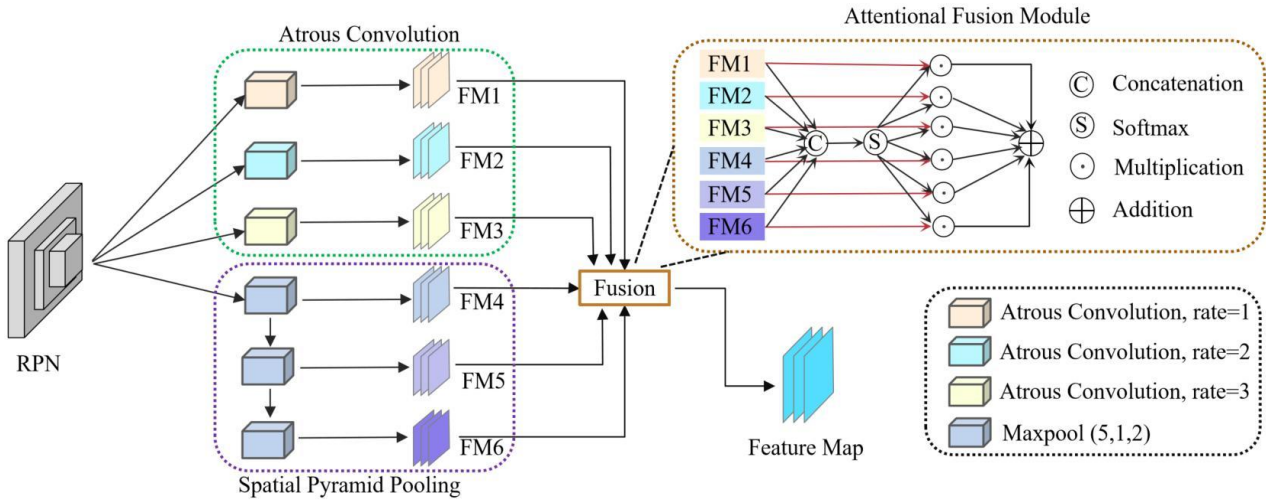 Atrous Convolution
FM1
FM2
FM3
RPN
FM4
FM5
FM6
Spatial Pyramid Pooling
Fusion
Feature Map
Attentional Fusion Module
FM1
FM2
FM3
FM4
FM5
FM6
C
S
C Concatenation
S Softmax
Multiplication
Addition
Atrous Convolution, rate=1
Atrous Convolution, rate=2
Atrous Convolution, rate=3
Maxpool (5,1,2)